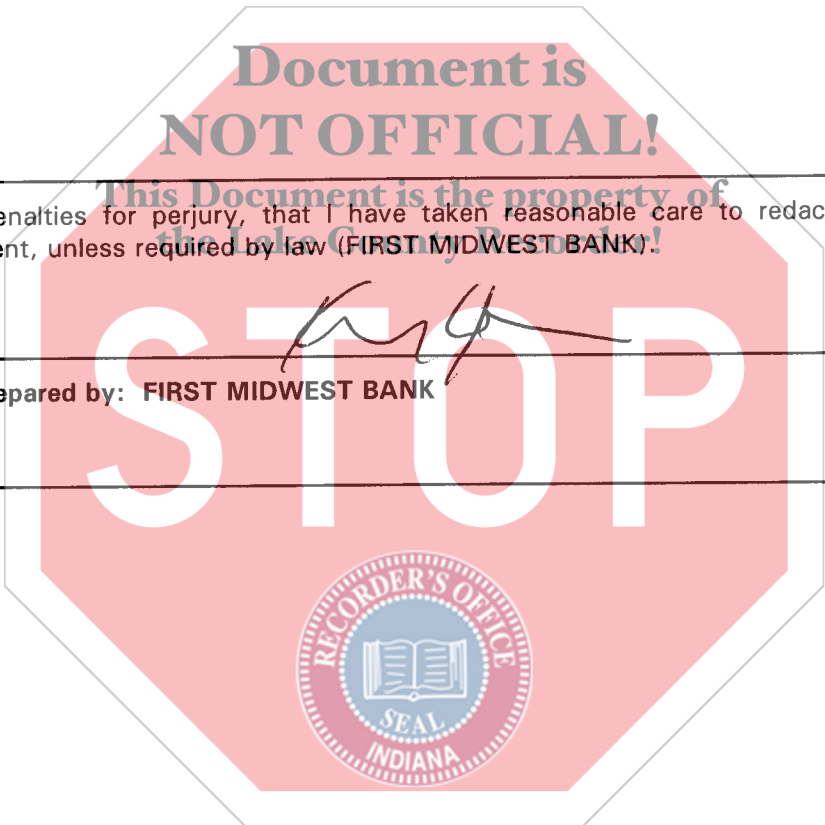 Document is
NOT OFFICIAL!
This Document is the property of
the Lake County Recorder!
enalties for perjury, that I have taken reasonable care to redac
ent, unless required by law (FIRST MIDWEST BANK).
epared by: FIRST MIDWEST BANK
STOP
RECORDER'S OFFICE
SEAL
INDIANA